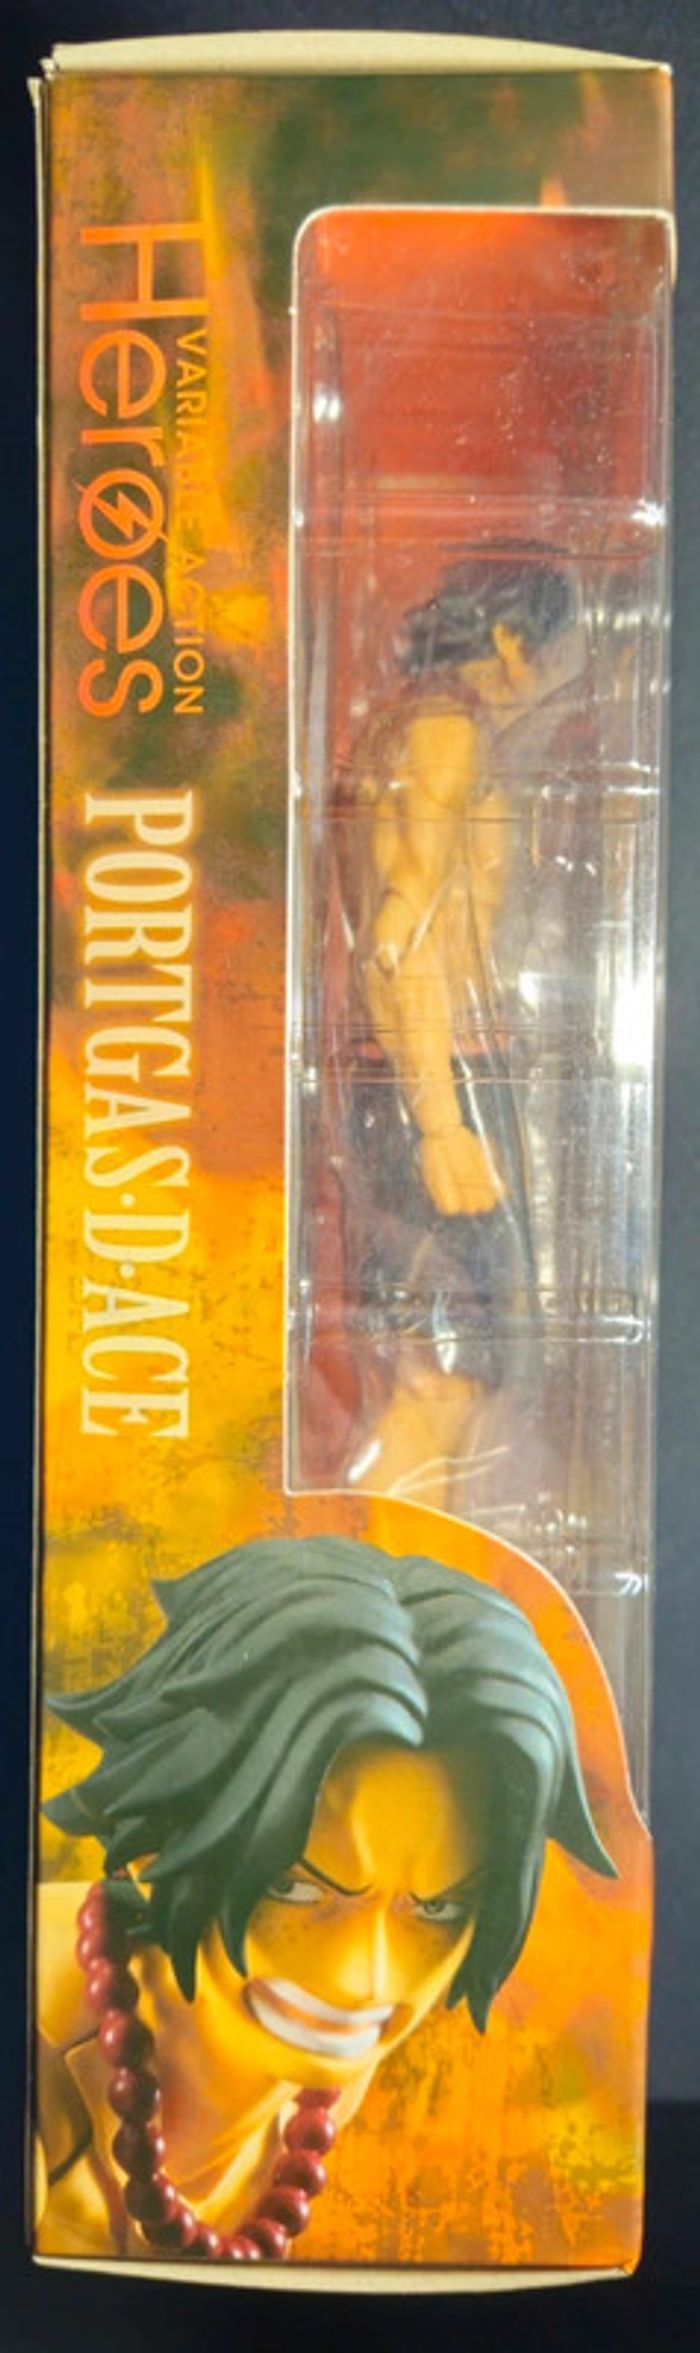 VARIABLE ACTION
Heroes
PORTGAS·D·ACE